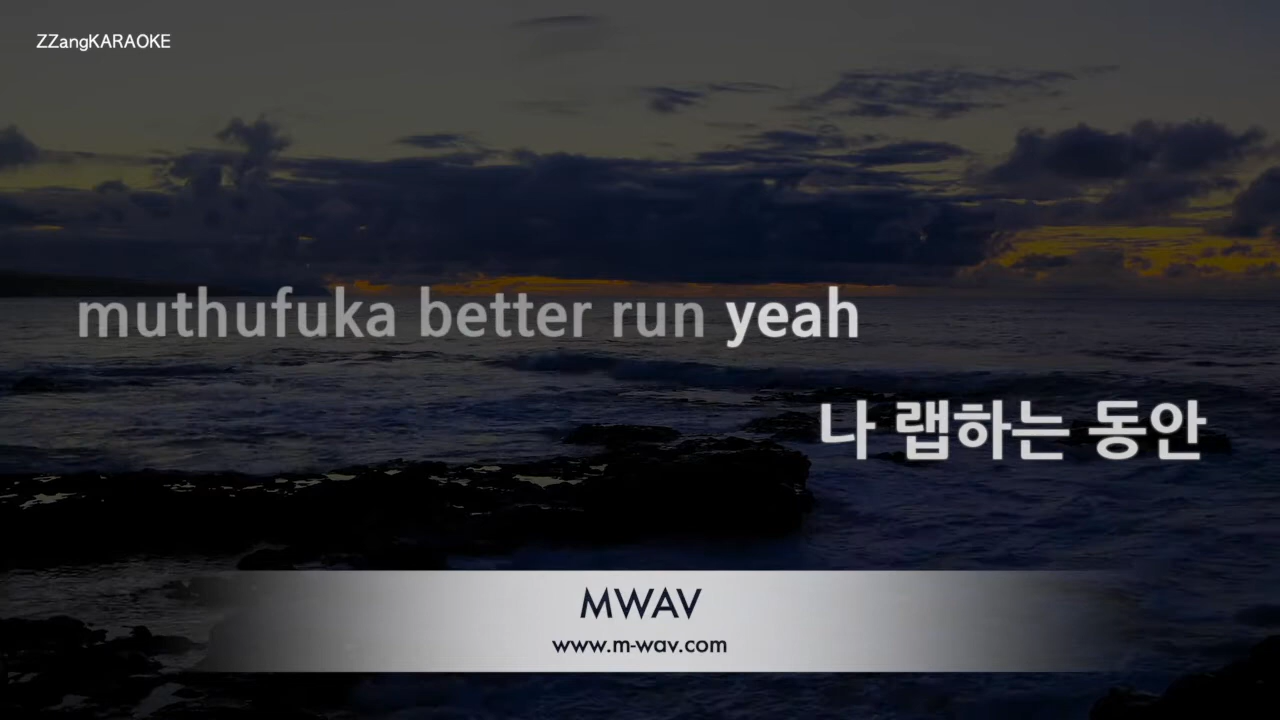 ZZangKARAOKE
muthufuka better run yeah
나 랩하는 동안
MWAV
www.m-wav.com